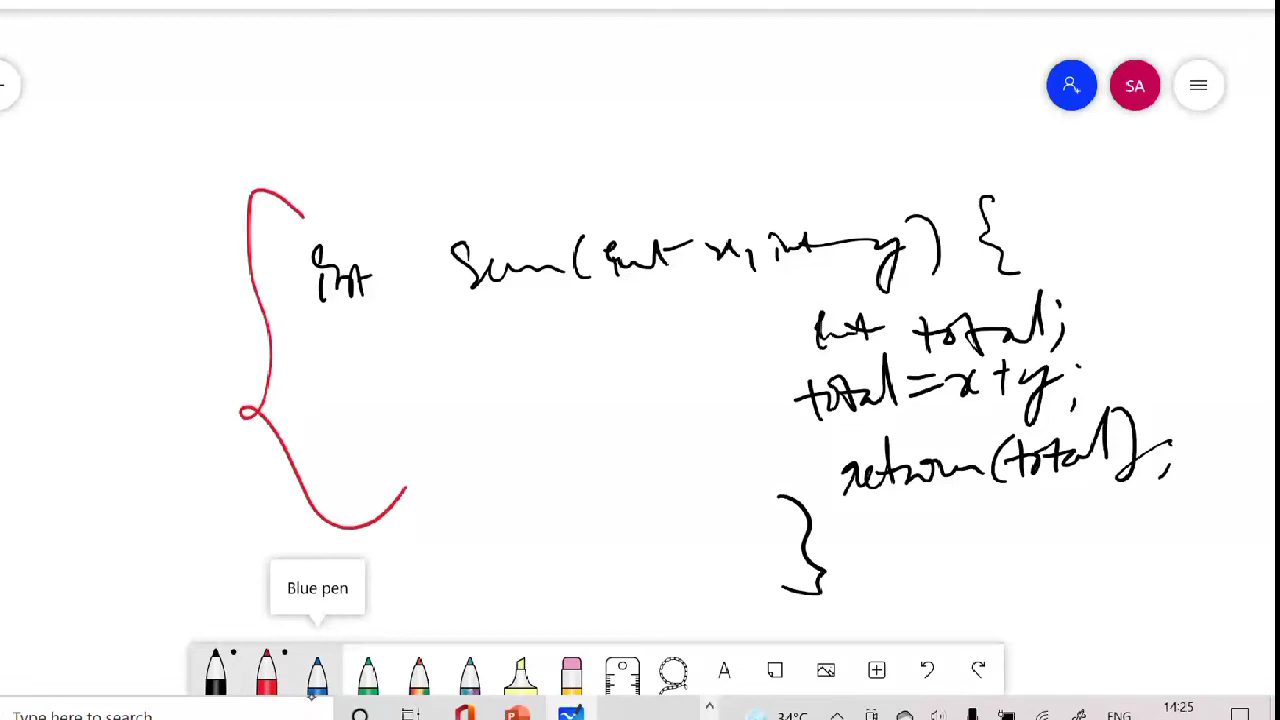 SA
int Sum(int x, int y) {
int total;
total=x+y;
return(total);
}
Blue pen
A
Type here to search
34°C
ENG
14:25